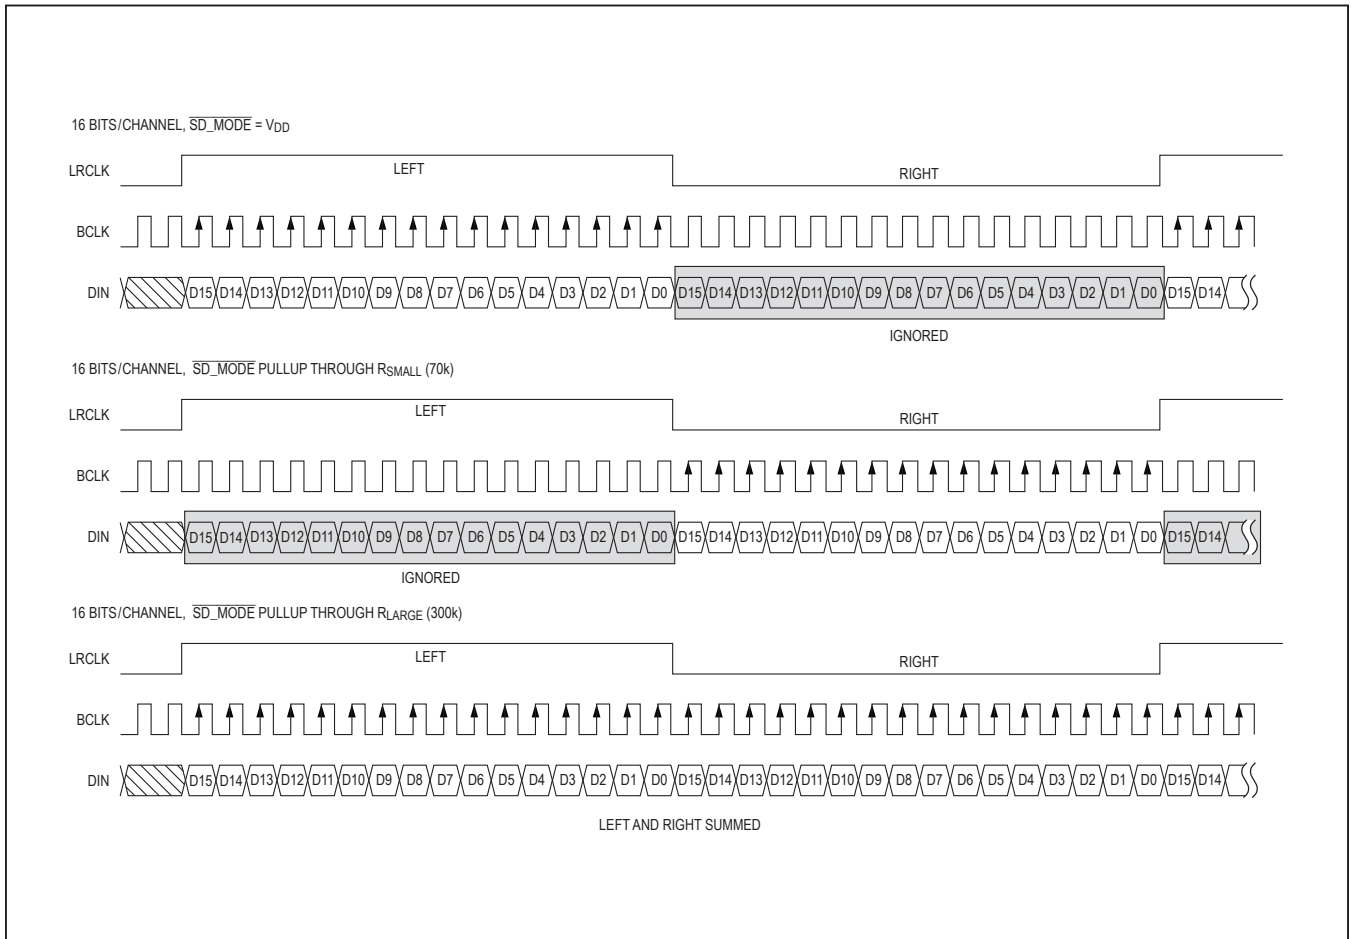 16 BITS/CHANNEL, SD_MODE = VDD
LRCLK LEFT RIGHT
BCLK
DIN D15 D14 D13 D12 D11 D10 D9 D8 D7 D6 D5 D4 D3 D2 D1 D0 D15 D14 D13 D12 D11 D10 D9 D8 D7 D6 D5 D4 D3 D2 D1 D0 D15 D14
IGNORED
16 BITS/CHANNEL, SD_MODE PULLUP THROUGH RSMALL (70k)
LRCLK LEFT RIGHT
BCLK
DIN D15 D14 D13 D12 D11 D10 D9 D8 D7 D6 D5 D4 D3 D2 D1 D0 D15 D14 D13 D12 D11 D10 D9 D8 D7 D6 D5 D4 D3 D2 D1 D0 D15 D14
IGNORED
16 BITS/CHANNEL, SD_MODE PULLUP THROUGH RLARGE (300k)
LRCLK LEFT RIGHT
BCLK
DIN D15 D14 D13 D12 D11 D10 D9 D8 D7 D6 D5 D4 D3 D2 D1 D0 D15 D14 D13 D12 D11 D10 D9 D8 D7 D6 D5 D4 D3 D2 D1 D0 D15 D14
LEFT AND RIGHT SUMMED